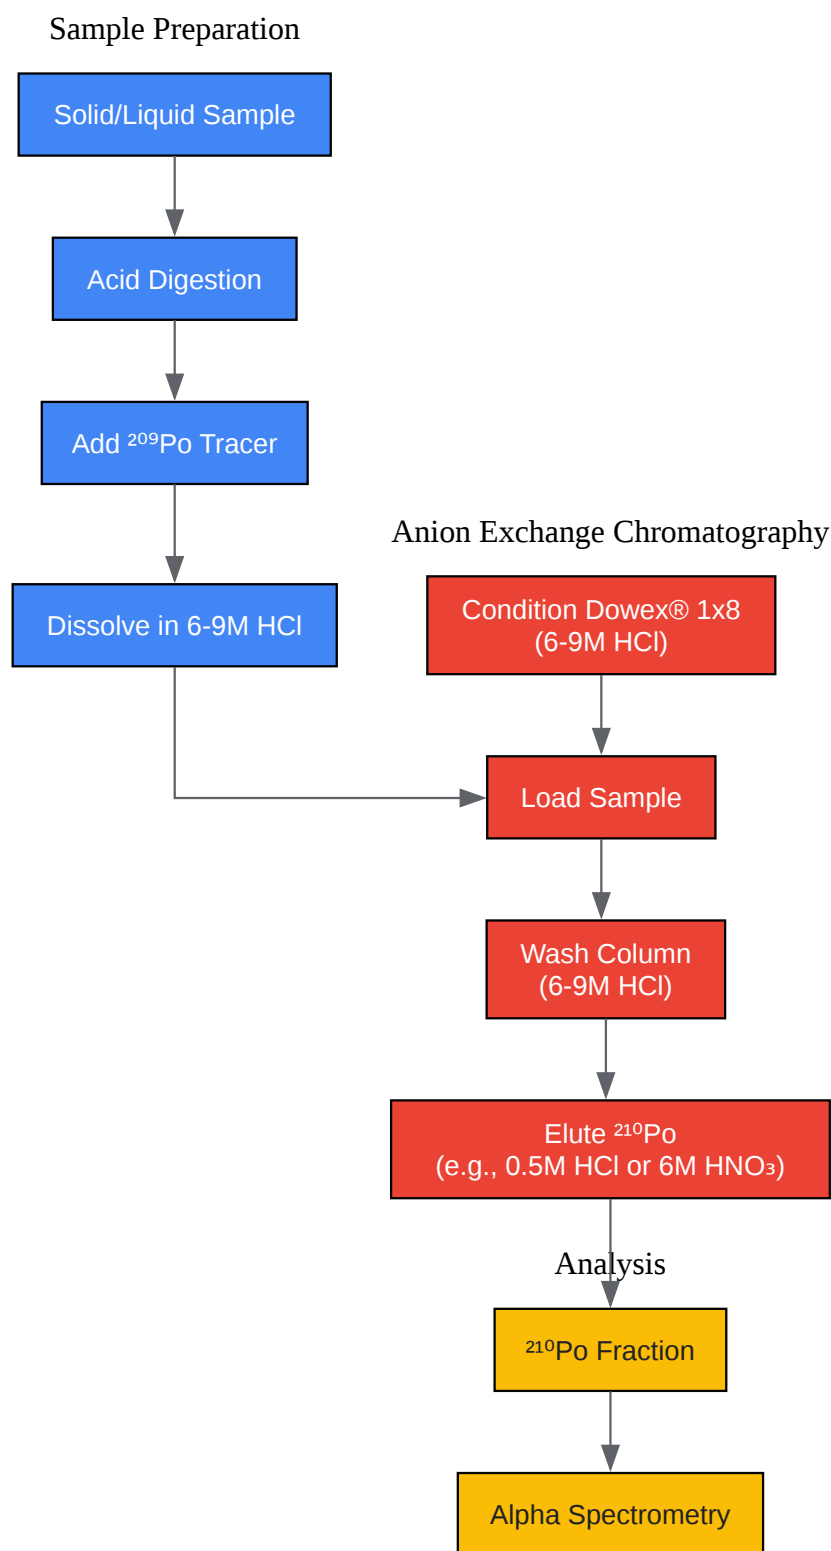 Sample Preparation
Solid/Liquid Sample
Acid Digestion
Add ²⁰⁹Po Tracer
Dissolve in 6-9M HCl
Anion Exchange Chromatography
Condition Dowex® 1x8
(6-9M HCl)
Load Sample
Wash Column
(6-9M HCl)
Elute ²¹⁰Po
(e.g., 0.5M HCl or 6M HNO₃)
Analysis
²¹⁰Po Fraction
Alpha Spectrometry